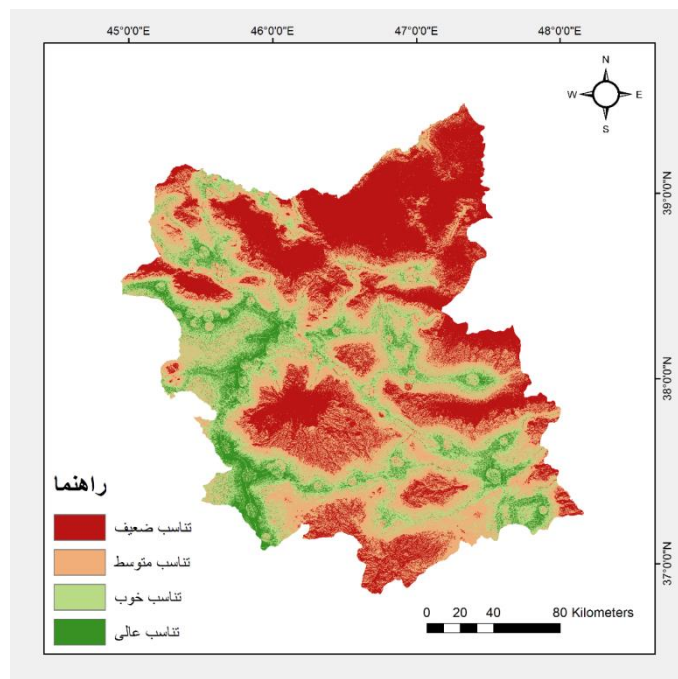 45°0'0"E 46°0'0"E 47°0'0"E 48°0'0"E
N
W E
S
39°0'0"N
38°0'0"N
37°0'0"N
راهنما
تناسب ضعیف
تناسب متوسط
تناسب خوب
تناسب عالی
0 20 40 80 Kilometers